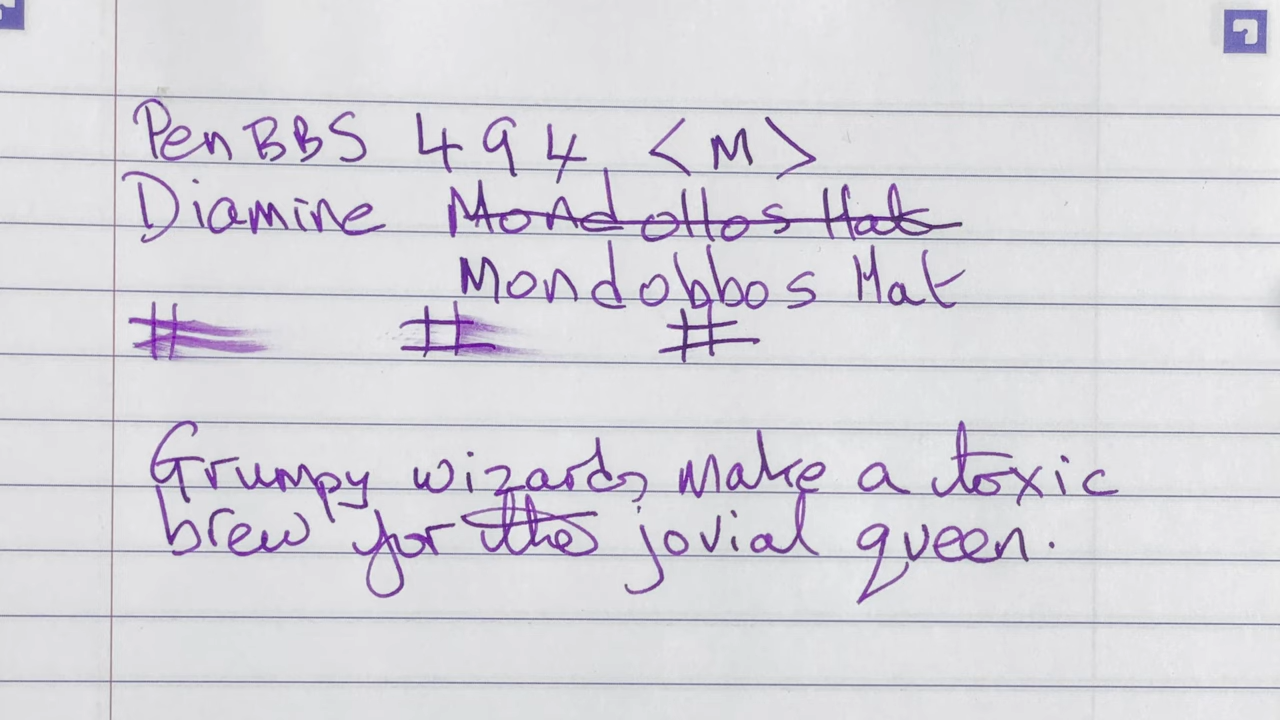 PenBBS 494 <M>
Diamine Mondollos Hat
Mondobbos Hat
# # #
Grumpy wizards make a toxic
brew for the jovial queen.